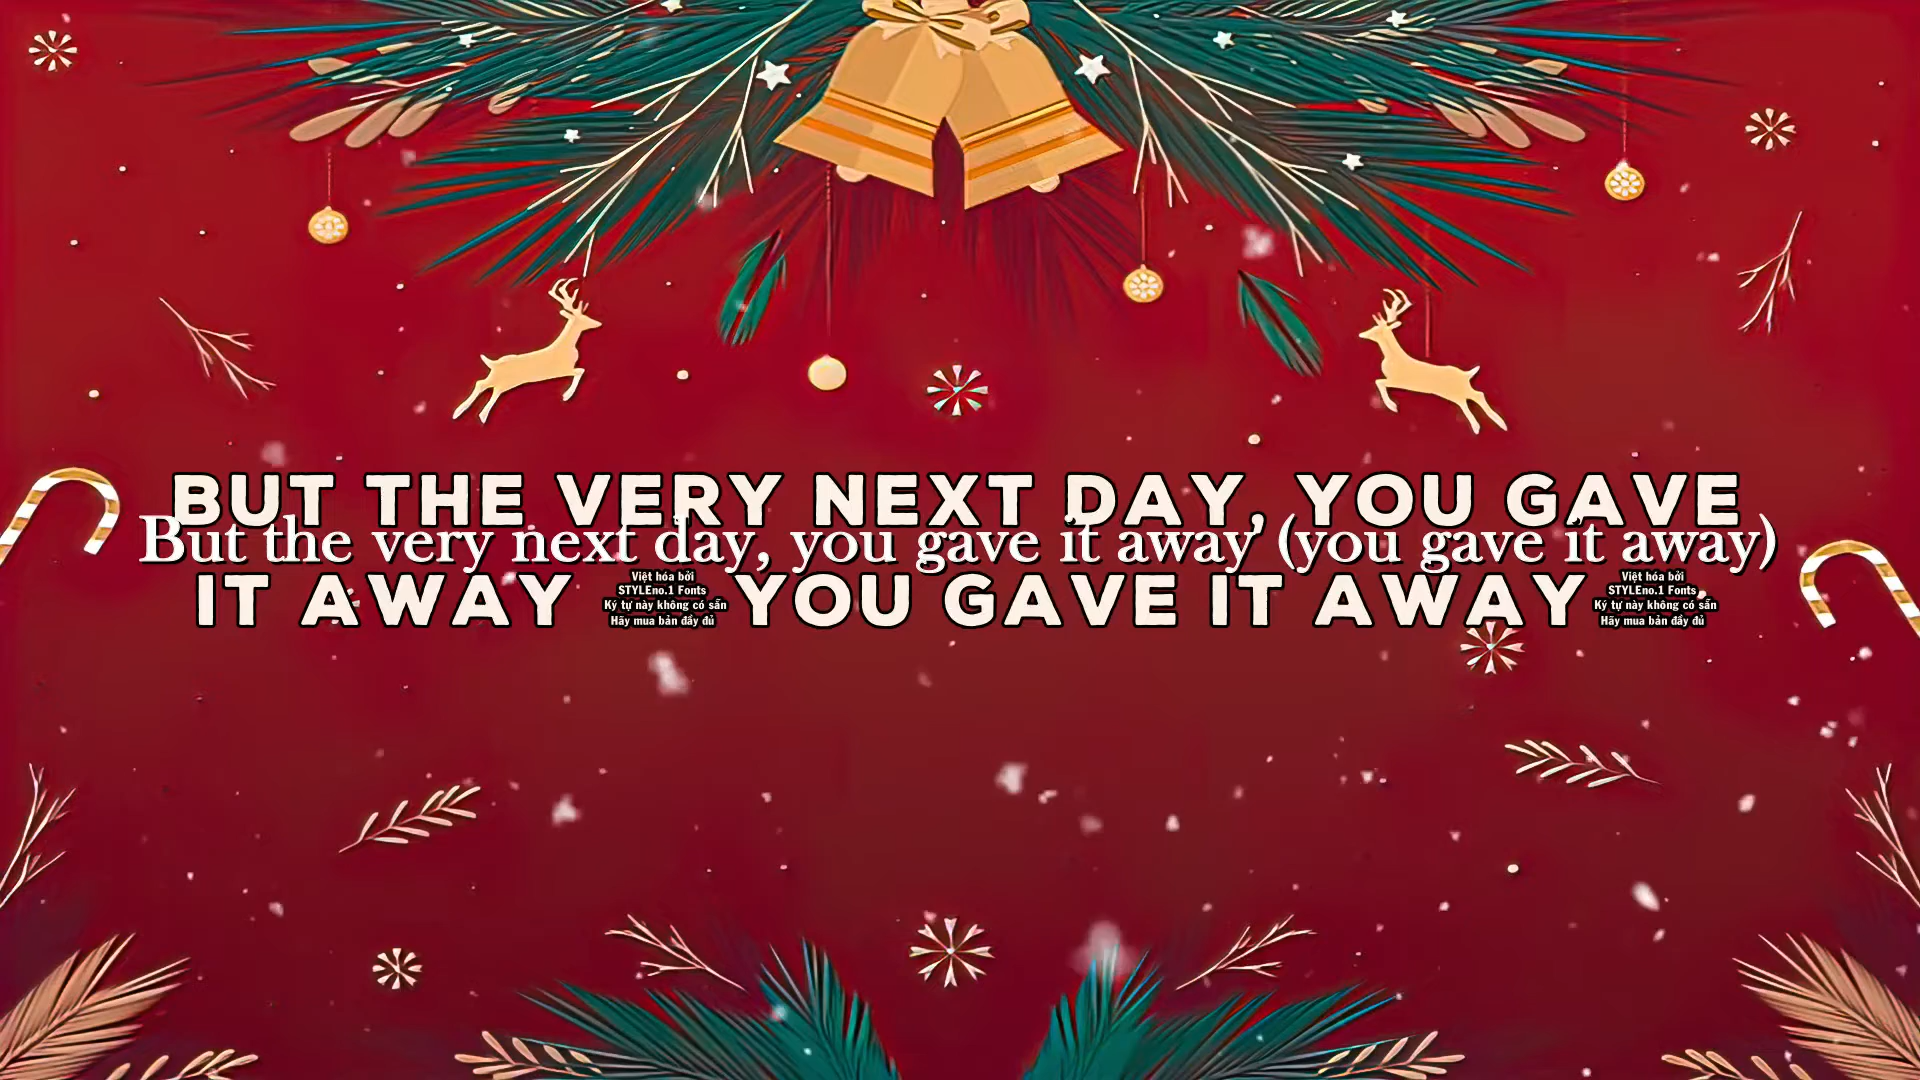 BUT THE VERY NEXT DAY, YOU GAVE
But the very next day, you gave it away (you gave it away)
IT AWAY YOU GAVE IT AWAY
Việt hóa bởi
STYLEno.1 Fonts
Ký tự này không có sẵn
Hãy mua bản đầy đủ
Việt hóa bởi
STYLEno.1 Fonts
Ký tự này không có sẵn
Hãy mua bản đầy đủ